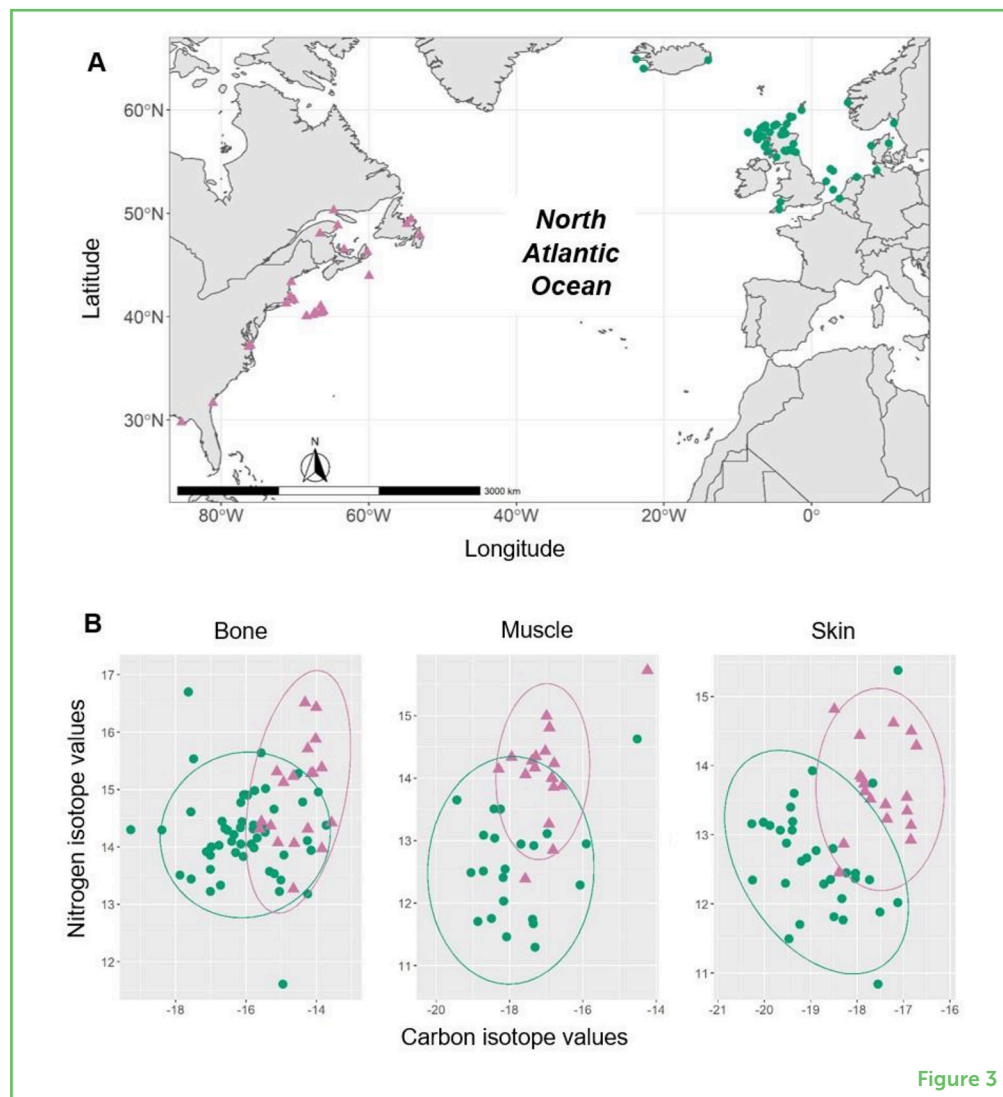 A
60°N
50°N
40°N
30°N
Latitude
North
Atlantic
Ocean
N
3000 km
80°W
60°W
40°W
20°W
0°
Longitude
B
Bone
Muscle
Skin
Nitrogen isotope values
17
16
15
14
13
12
-18
-16
-14
15
14
13
12
11
-20
-18
-16
-14
15
14
13
12
11
-21
-20
-19
-18
-17
-16
Carbon isotope values
Figure 3